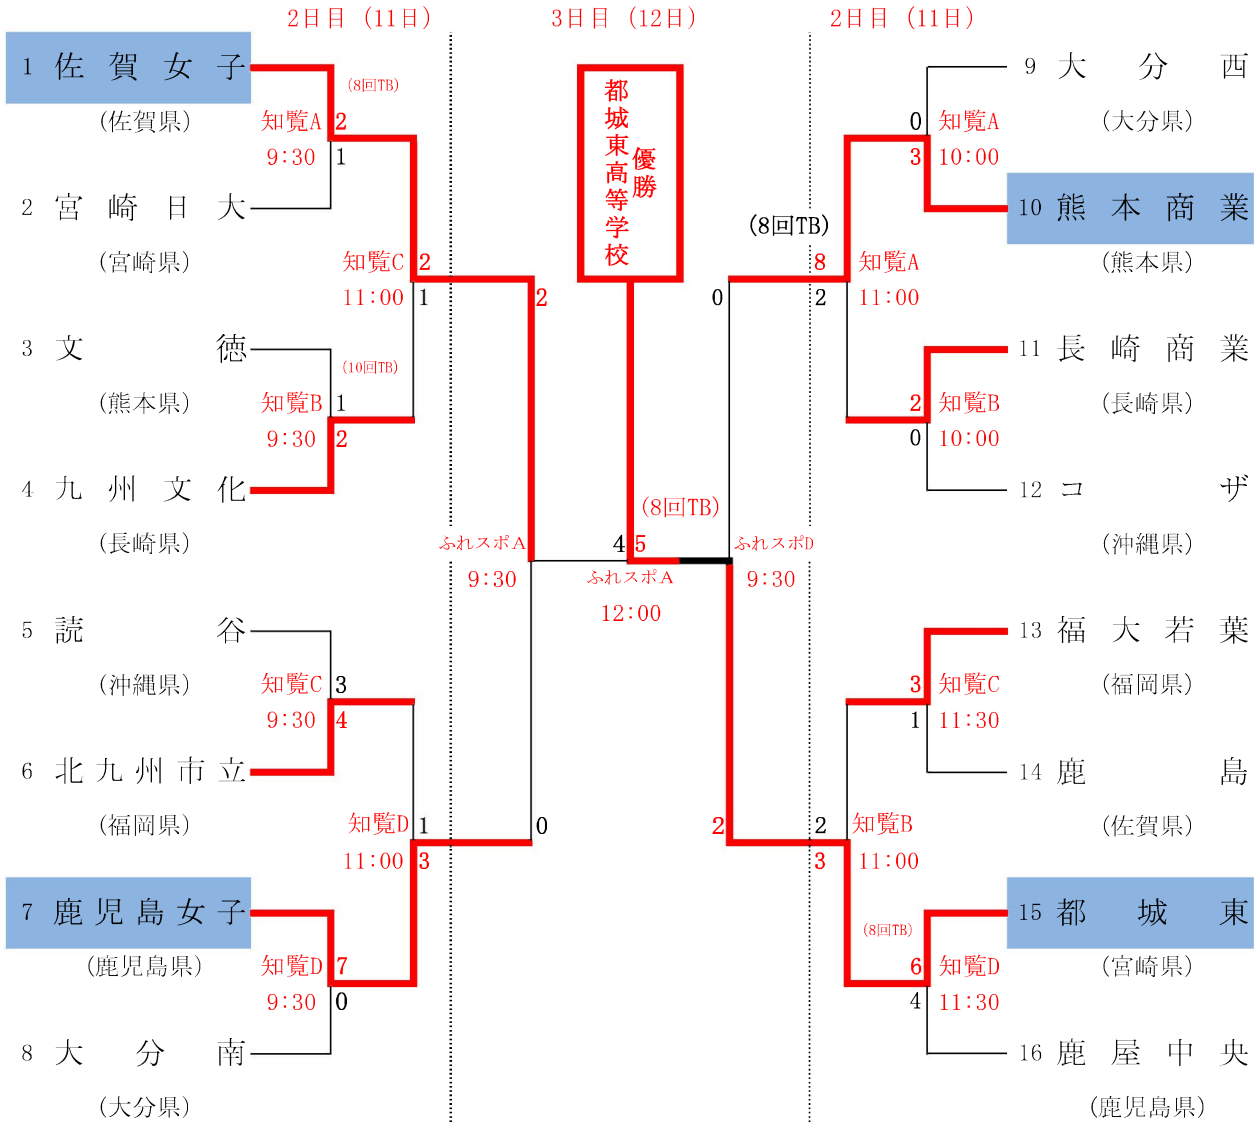 2日目（11日）
3日目（12日）
2日目（11日）
優勝
都城東高等学校
1 佐賀女子
（佐賀県）
2 宮崎日大
（宮崎県）
3 文徳
（熊本県）
4 九州文化
（長崎県）
5 読谷
（沖縄県）
6 北九州市立
（福岡県）
7 鹿児島女子
（鹿児島県）
8 大分南
（大分県）
(8回TB)
知覧A 2
9:30 1
知覧C 2
11:00 1
(10回TB)
知覧B 1
9:30 2
知覧C 3
9:30 4
知覧D 1
11:00 3
知覧D 7
9:30 0
2
ふれスポA
9:30
0
(8回TB)
4 5
ふれスポA
12:00
0
ふれスポD
9:30
2
0 知覧A
3 10:00
(8回TB)
8 知覧A
2 11:00
2 知覧B
0 10:00
3 知覧C
1 11:30
2 知覧B
3 11:00
(8回TB)
6 知覧D
4 11:30
9 大分西
（大分県）
10 熊本商業
（熊本県）
11 長崎商業
（長崎県）
12 コザ
（沖縄県）
13 福大若葉
（福岡県）
14 鹿島
（佐賀県）
15 都城東
（宮崎県）
16 鹿屋中央
（鹿児島県）